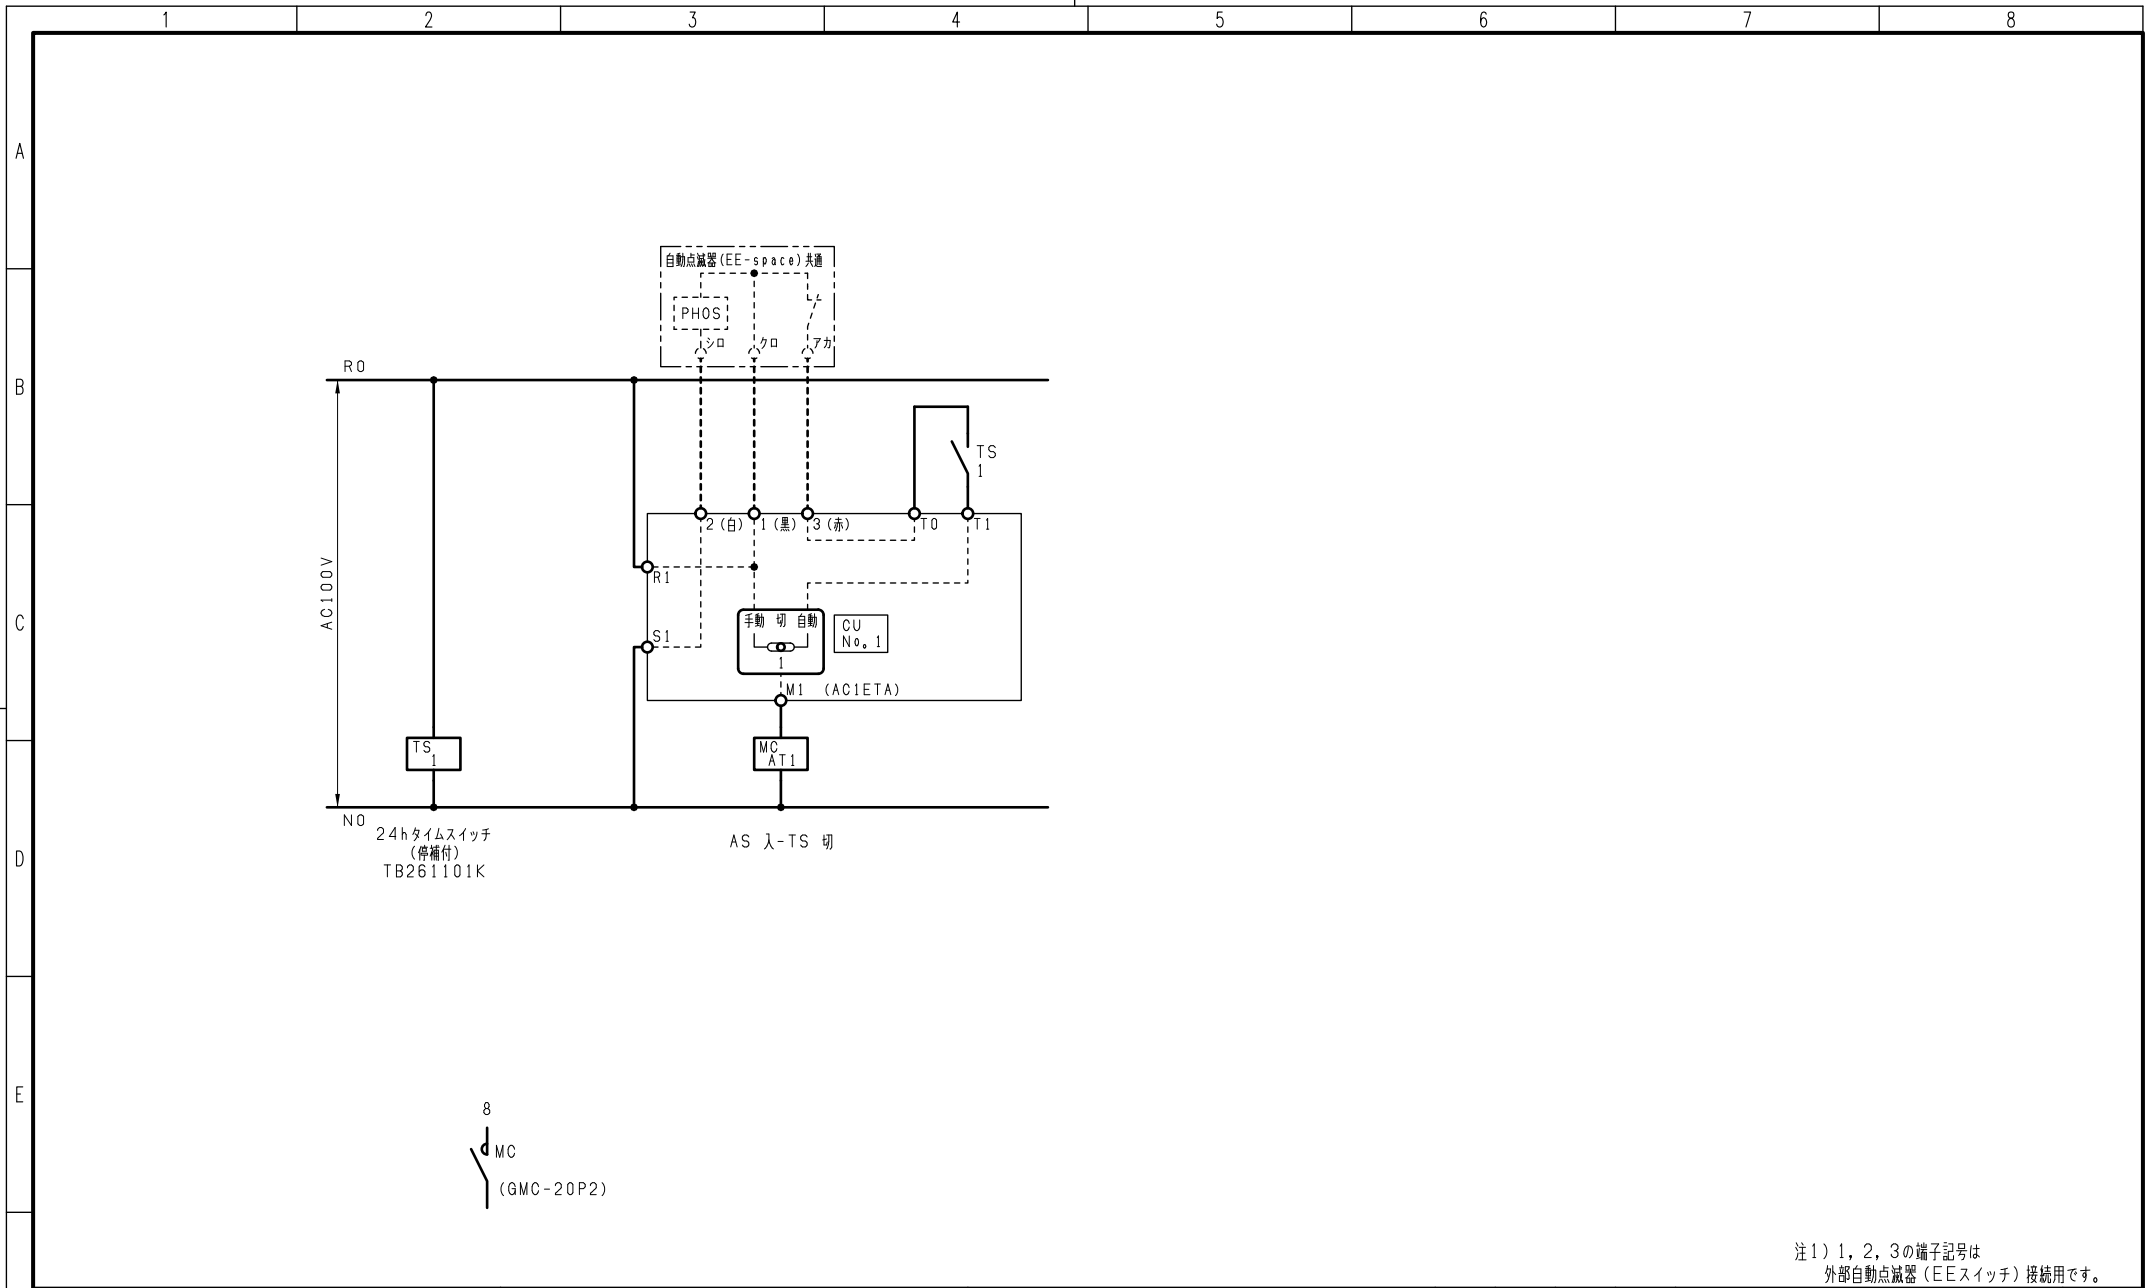 1 2 3 4 5 6 7 8
A
自動点滅器(EE-space)共通
PHOS
シロ クロ アカ
R0
B
TS
1
2(白) 1(黒) 3(赤) T0 T1
R1
AC100V
C
手動 切 自動
CU
No。1
S1
1
M1 (AC1ETA)
TS
1
MC
AT1
N0
24hタイムスイッチ
(停補付)
TB261101K
AS 入-TS 切
D
E
8
MC
(GMC-20P2)
注1) 1, 2, 3の端子記号は
外部自動点滅器(EEスイッチ)接続用です。